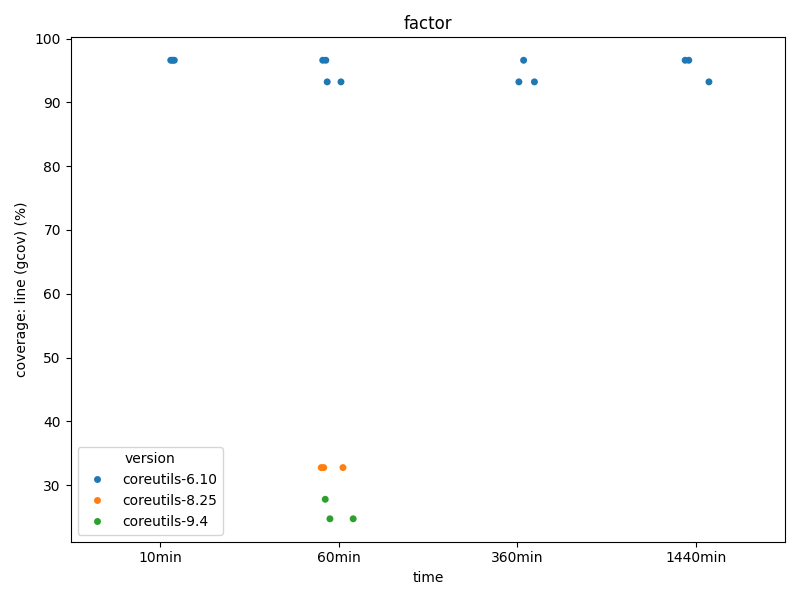 factor
100
90
80
70
60
50
40
30
coverage: line (gcov) (%)
version
coreutils-6.10
coreutils-8.25
coreutils-9.4
10min
60min
360min
1440min
time